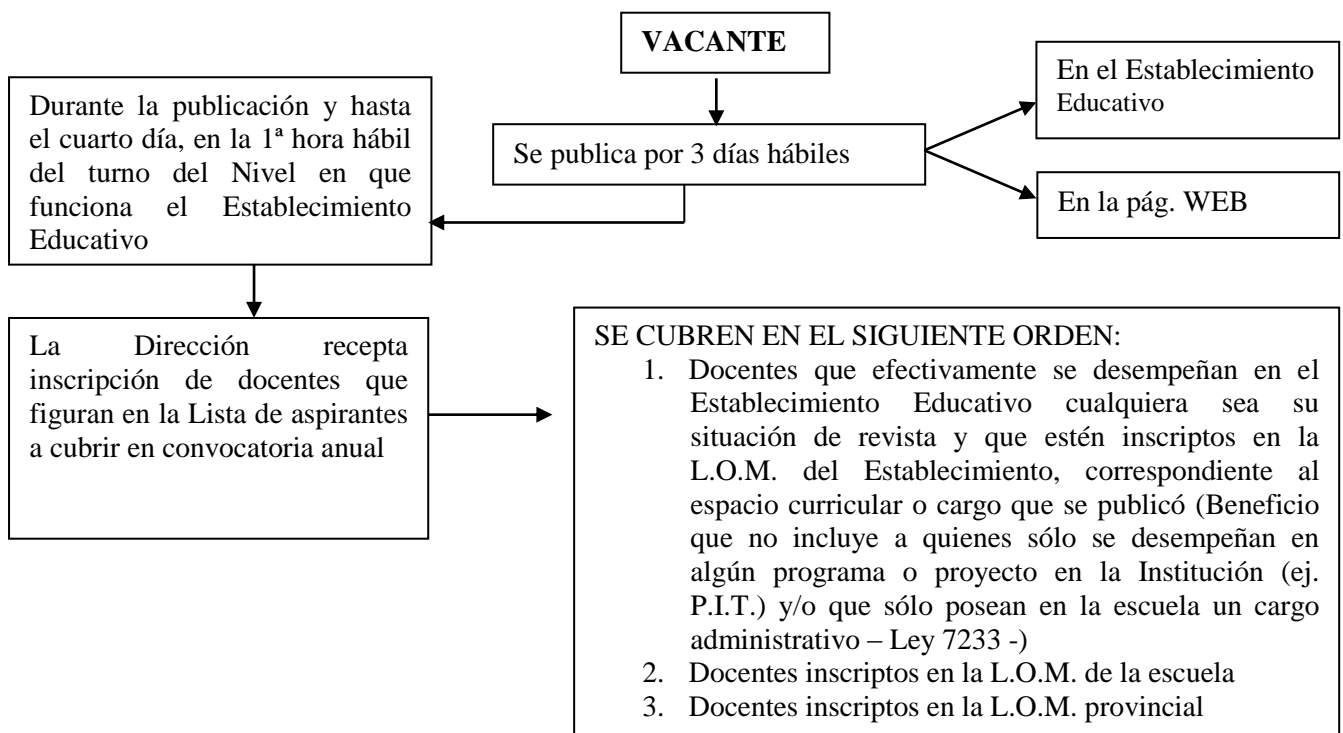 VACANTE
En el Establecimiento
Educativo
Durante la publicación y hasta
el cuarto día, en la 1ª hora hábil
del turno del Nivel en que
funciona el Establecimiento
Educativo
Se publica por 3 días hábiles
En la pág. WEB
La Dirección recepta
inscripción de docentes que
figuran en la Lista de aspirantes
a cubrir en convocatoria anual
SE CUBREN EN EL SIGUIENTE ORDEN:
1. Docentes que efectivamente se desempeñan en el
Establecimiento Educativo cualquiera sea su
situación de revista y que estén inscriptos en la
L.O.M. del Establecimiento, correspondiente al
espacio curricular o cargo que se publicó (Beneficio
que no incluye a quienes sólo se desempeñan en
algún programa o proyecto en la Institución (ej.
P.I.T.) y/o que sólo posean en la escuela un cargo
administrativo – Ley 7233 -)
2. Docentes inscriptos en la L.O.M. de la escuela
3. Docentes inscriptos en la L.O.M. provincial